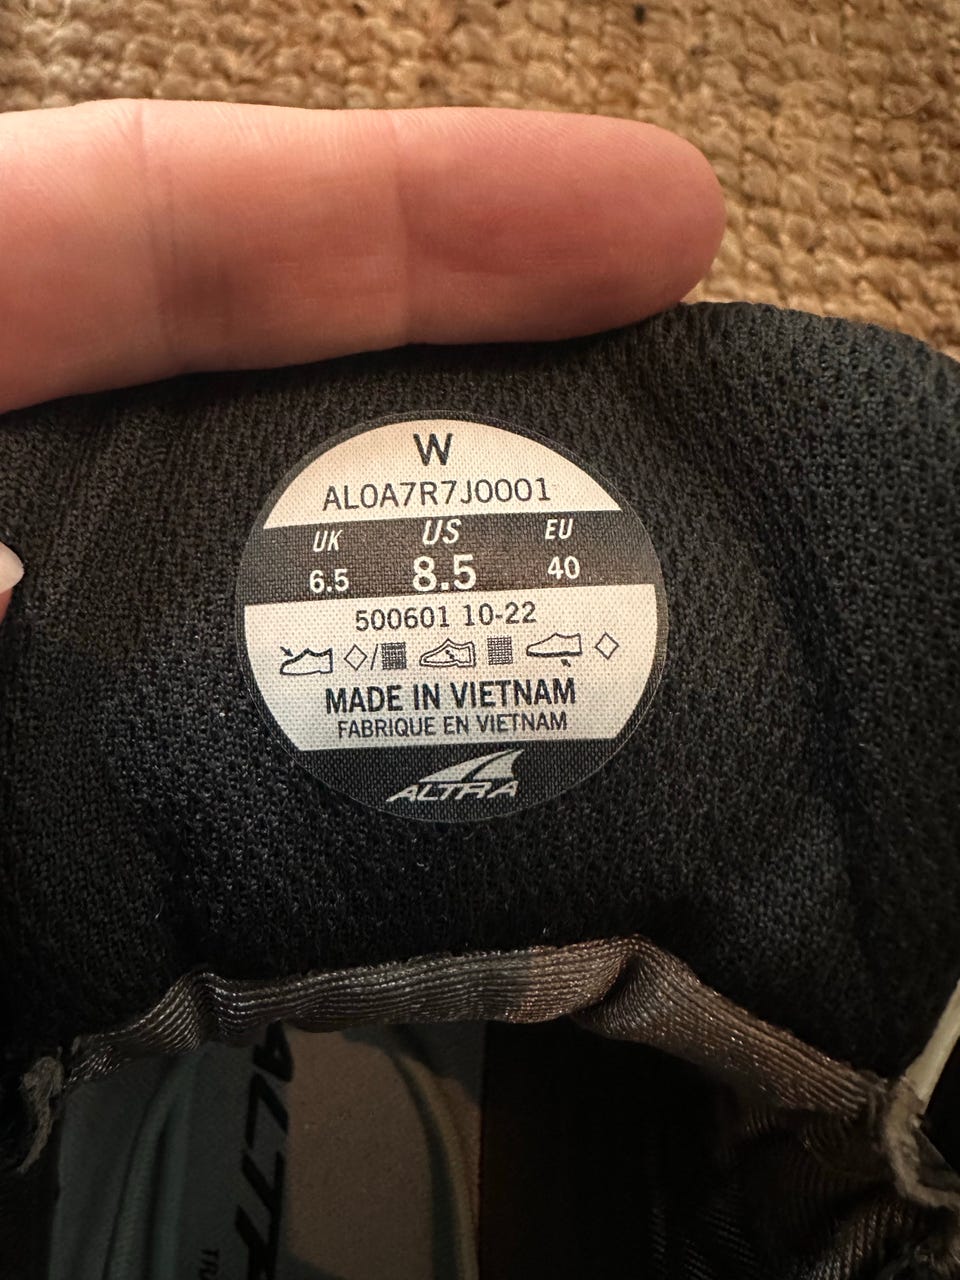 W
AL0A7R7J0001
UK US EU
6.5 8.5 40
500601 10-22
MADE IN VIETNAM
FABRIQUE EN VIETNAM
ALTRA
ALTRA